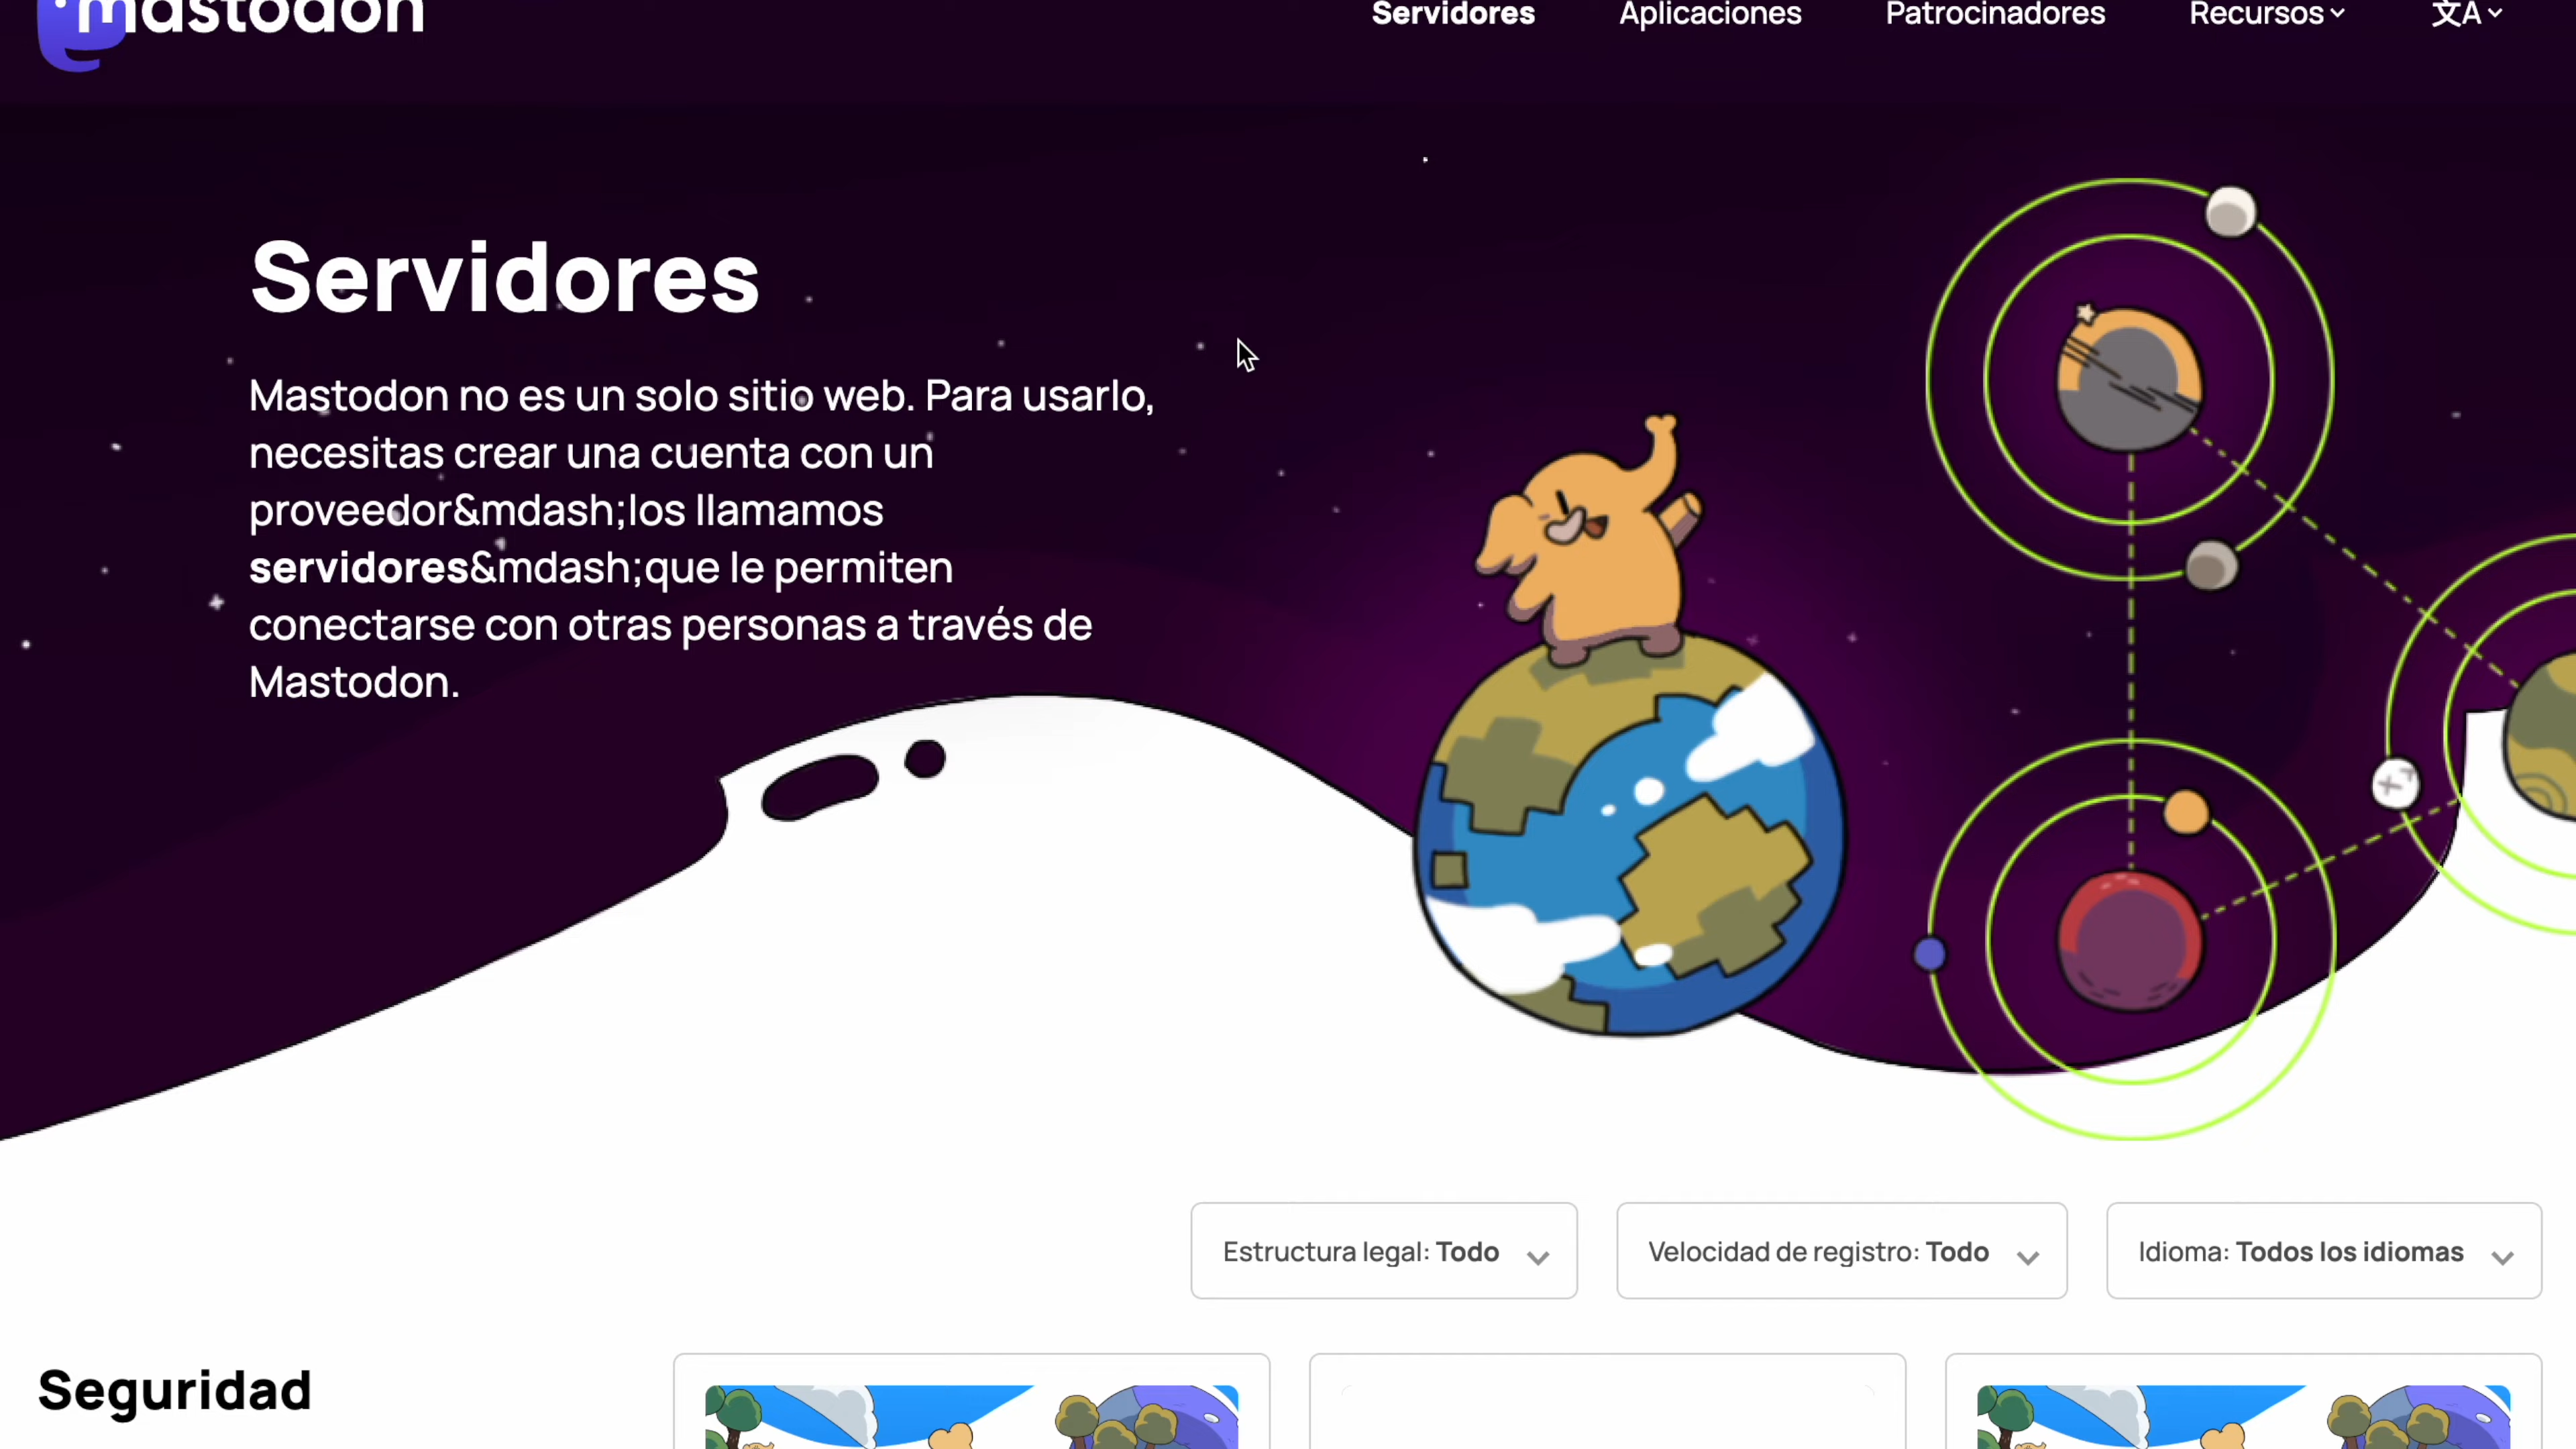 mastodon
Servidores
Aplicaciones
Patrocinadores
Recursos
文A
Servidores
Mastodon no es un solo sitio web. Para usarlo,
necesitas crear una cuenta con un
proveedor&mdash;los llamamos
servidores&mdash;que le permiten
conectarse con otras personas a través de
Mastodon.
Estructura legal: Todo
Velocidad de registro: Todo
Idioma: Todos los idiomas
Seguridad